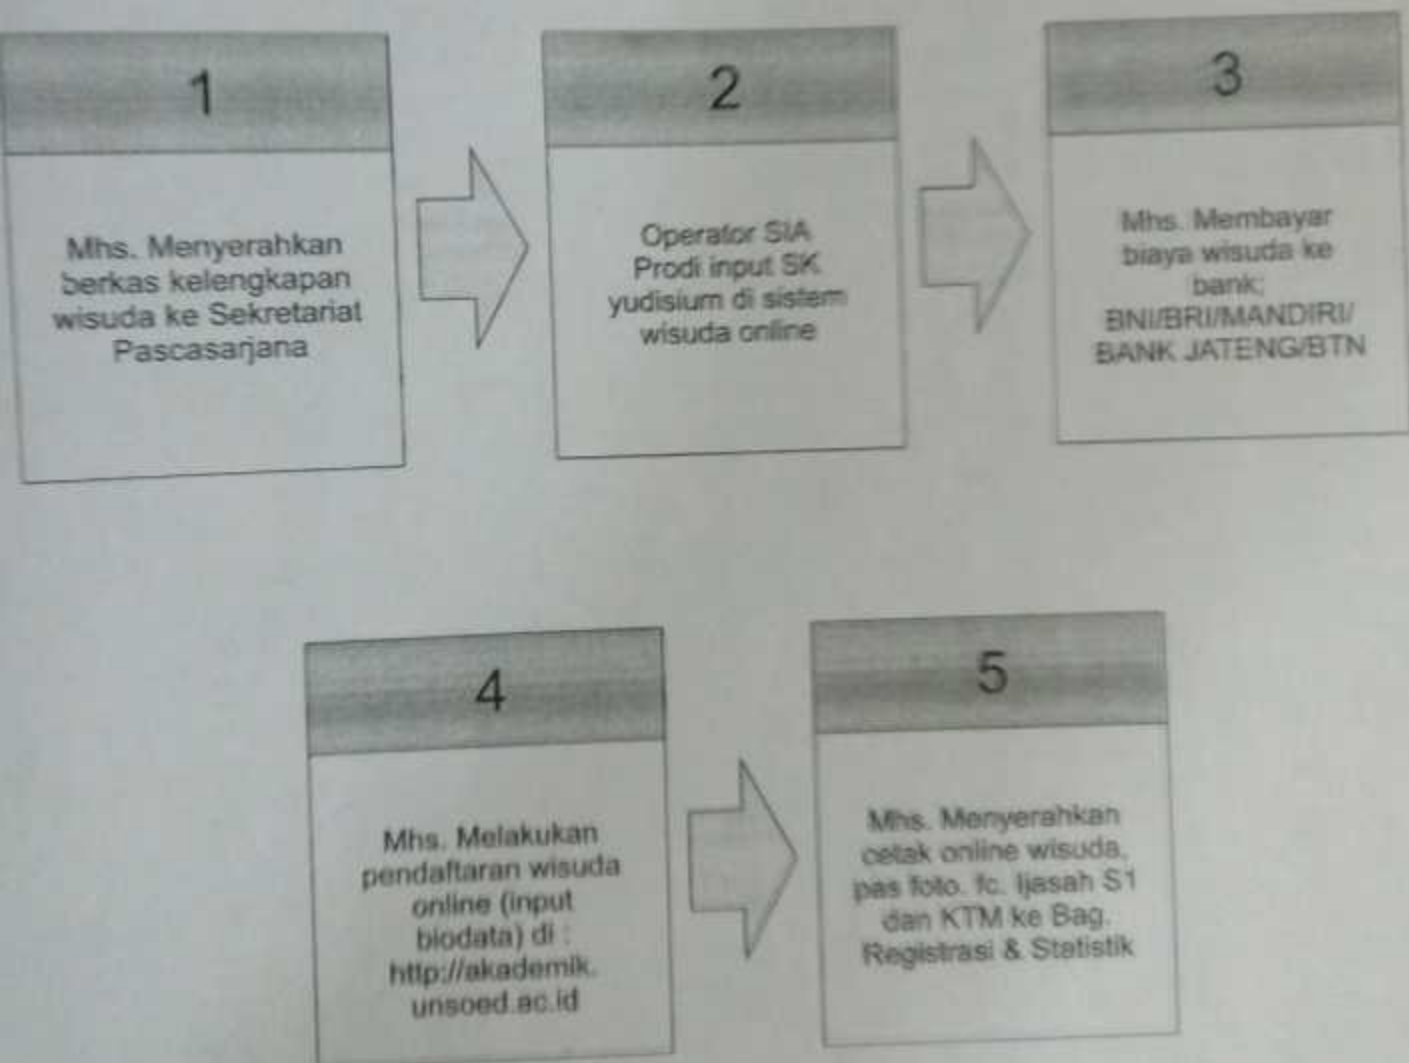 1
Mhs. Menyerahkan
berkas kelengkapan
wisuda ke Sekretariat
Pascasarjana
2
Operator SIA
Prodi input SK
yudisium di sistem
wisuda online
3
Mhs. Membayar
biaya wisuda ke
bank;
BNI/BRI/MANDIRI/
BANK JATENG/BTN
4
Mhs. Melakukan
pendaftaran wisuda
online (input
biodata) di :
http://akademik.
unsoed.ac.id
5
Mhs. Menyerahkan
cetak online wisuda,
pas foto. fc. Ijasah S1
dan KTM ke Bag.
Registrasi & Statistik